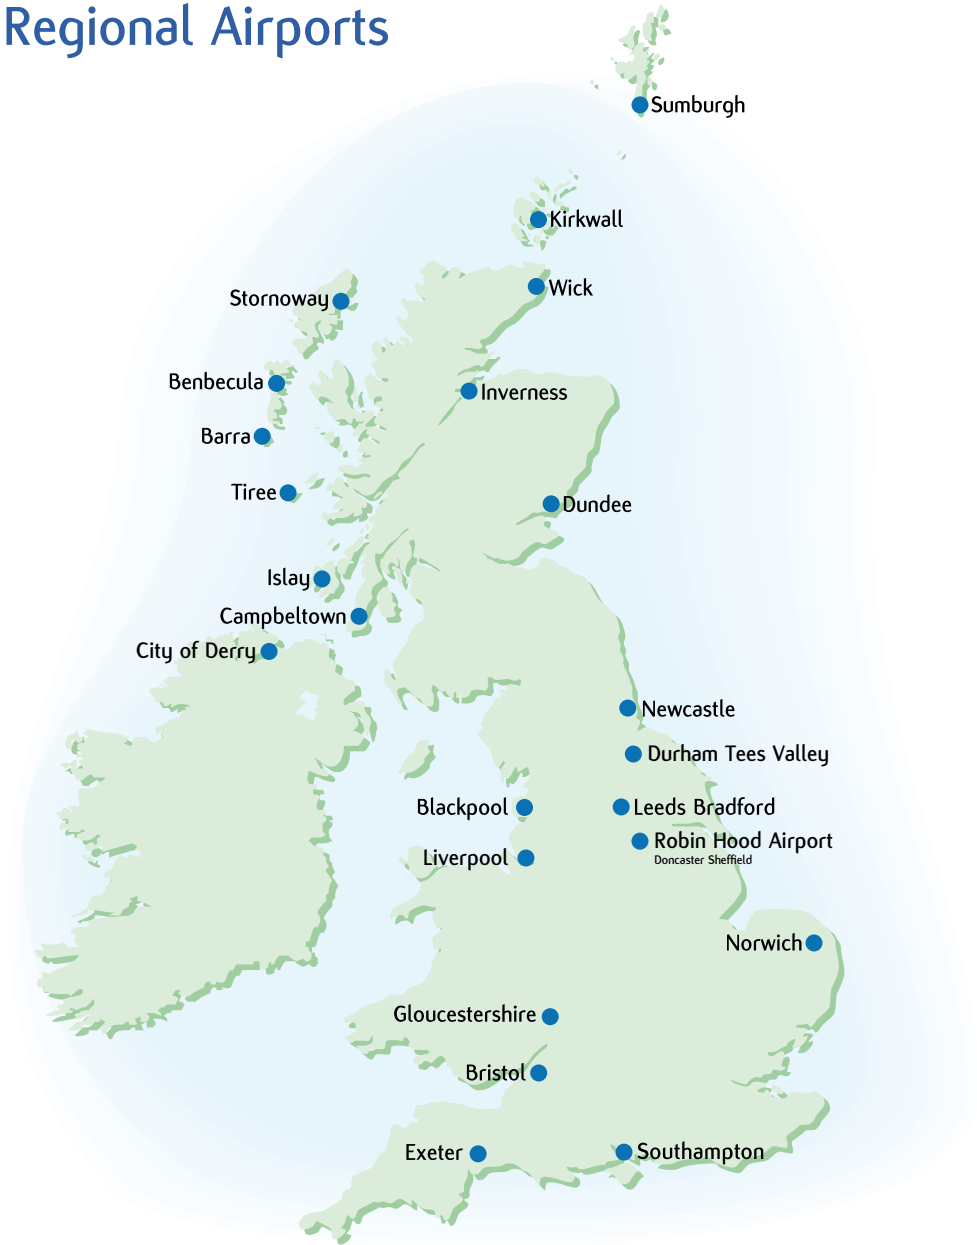 Regional Airports
Sumburgh
Kirkwall
Wick
Stornoway
Benbecula
Inverness
Barra
Tiree
Dundee
Islay
Campbeltown
City of Derry
Newcastle
Durham Tees Valley
Blackpool
Leeds Bradford
Robin Hood Airport
Doncaster Sheffield
Liverpool
Norwich
Gloucestershire
Bristol
Exeter
Southampton